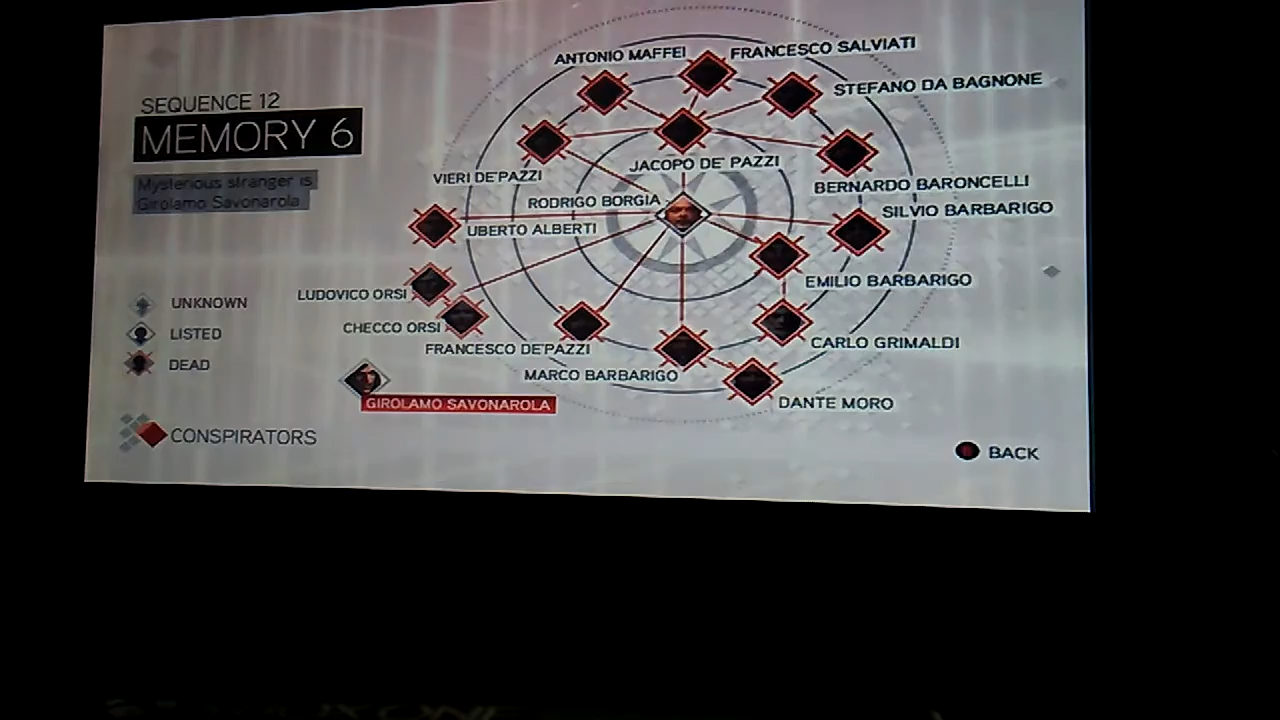 SEQUENCE 12
MEMORY 6
Mysterious stranger is
Girolamo Savonarola
ANTONIO MAFFEI
FRANCESCO SALVIATI
STEFANO DA BAGNONE
JACOPO DE' PAZZI
VIERI DE'PAZZI
BERNARDO BARONCELLI
RODRIGO BORGIA
SILVIO BARBARIGO
UBERTO ALBERTI
EMILIO BARBARIGO
LUDOVICO ORSI
CHECCO ORSI
CARLO GRIMALDI
FRANCESCO DE'PAZZI
MARCO BARBARIGO
DANTE MORO
GIROLAMO SAVONAROLA
UNKNOWN
LISTED
DEAD
CONSPIRATORS
BACK